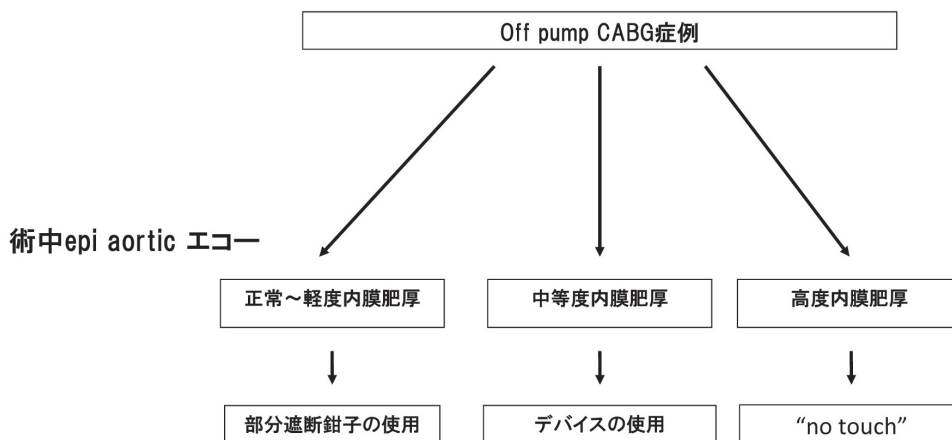 Off pump CABG症例
術中epi aortic エコー
正常～軽度内膜肥厚
中等度内膜肥厚
高度内膜肥厚
部分遮断鉗子の使用
デバイスの使用
“no touch”